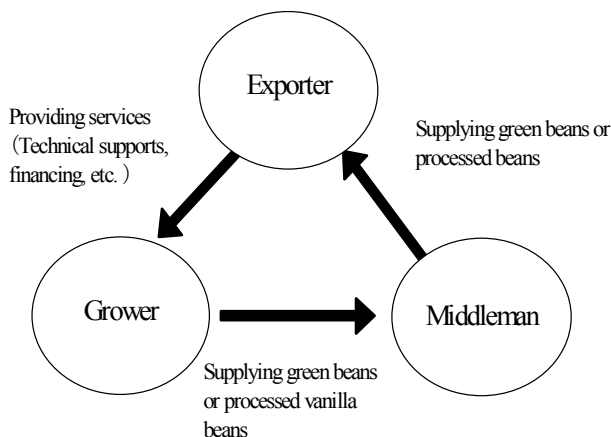 Exporter
Providing services
（Technical supports,
financing, etc. ）
Supplying green beans or
processed beans
Grower
Middleman
Supplying green beans
or processed vanilla
beans